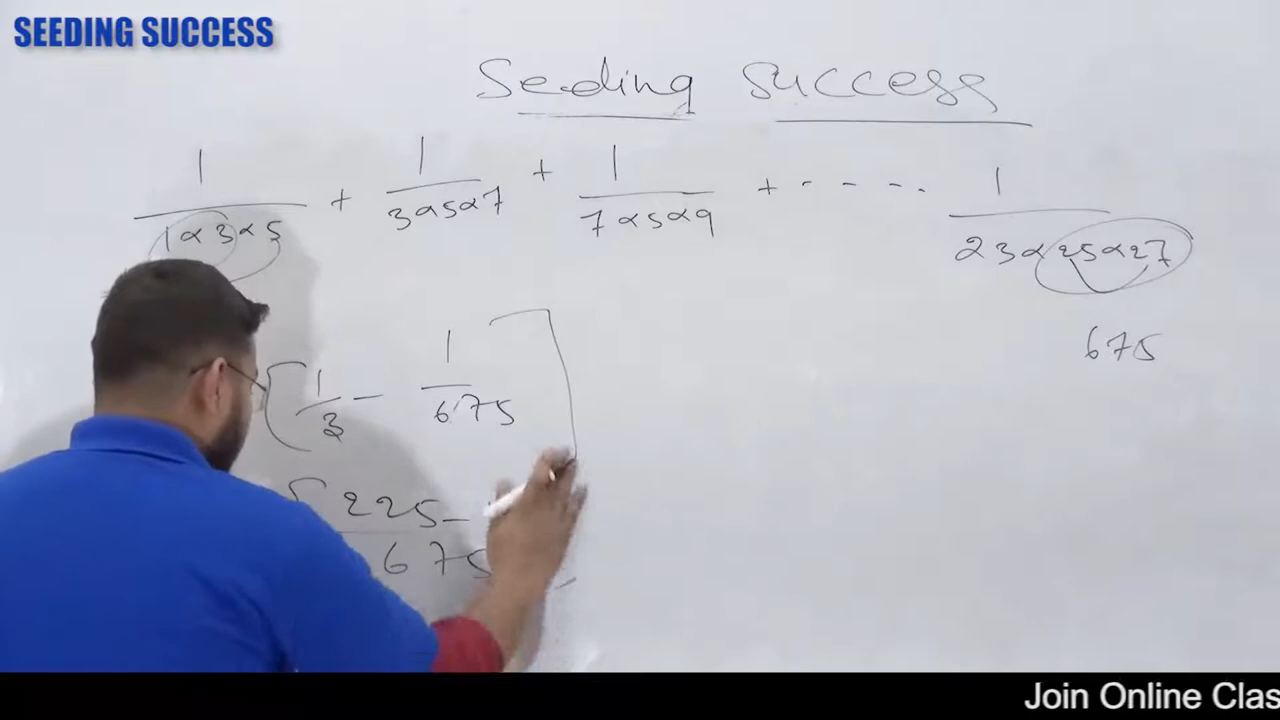 SEEDING SUCCESS
Seeding Success
1/(1×3×5) + 1/(3×5×7) + 1/(7×5×9) + - - - - . 1/(23×25×27)
675
[1/3 - 1/675]
[225 - / 675
Join Online Clas